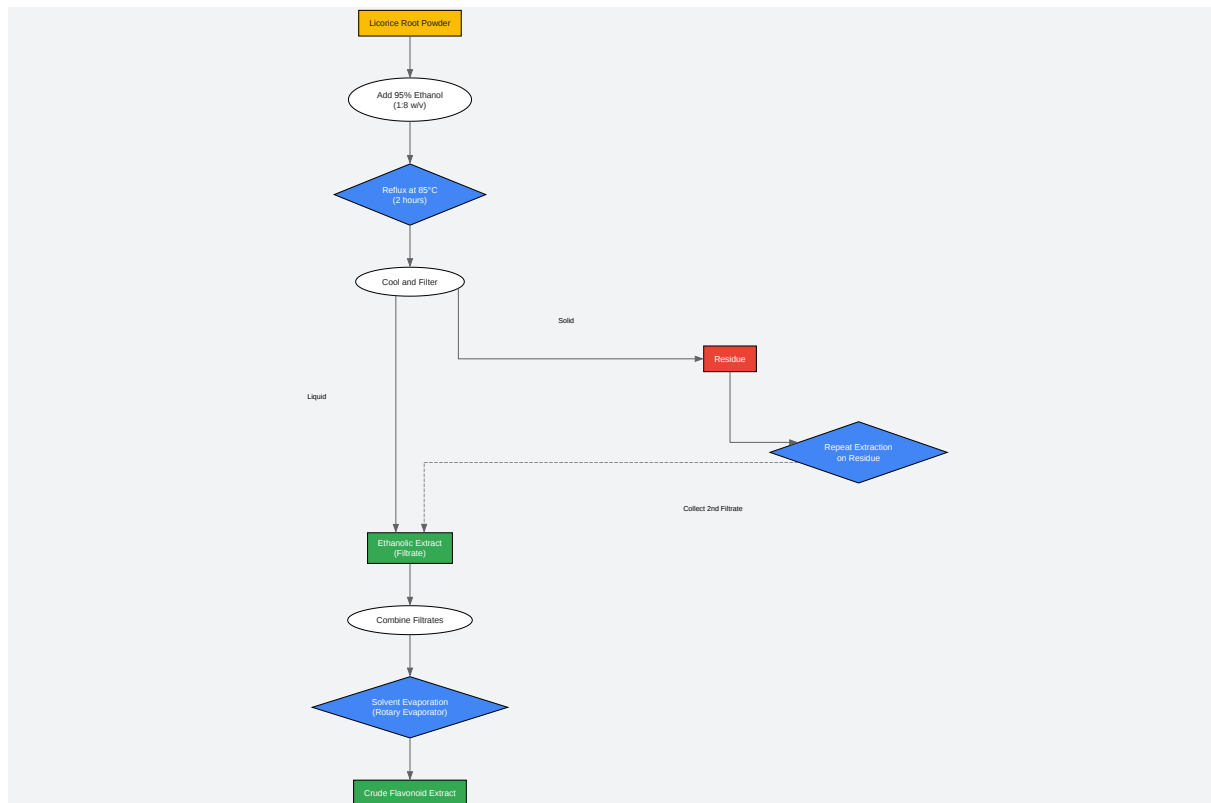 Licorice Root Powder
Add 95% Ethanol
(1:8 w/v)
Reflux at 85°C
(2 hours)
Cool and Filter
Solid
Residue
Liquid
Repeat Extraction
on Residue
Collect 2nd Filtrate
Ethanolic Extract
(Filtrate)
Combine Filtrates
Solvent Evaporation
(Rotary Evaporator)
Crude Flavonoid Extract